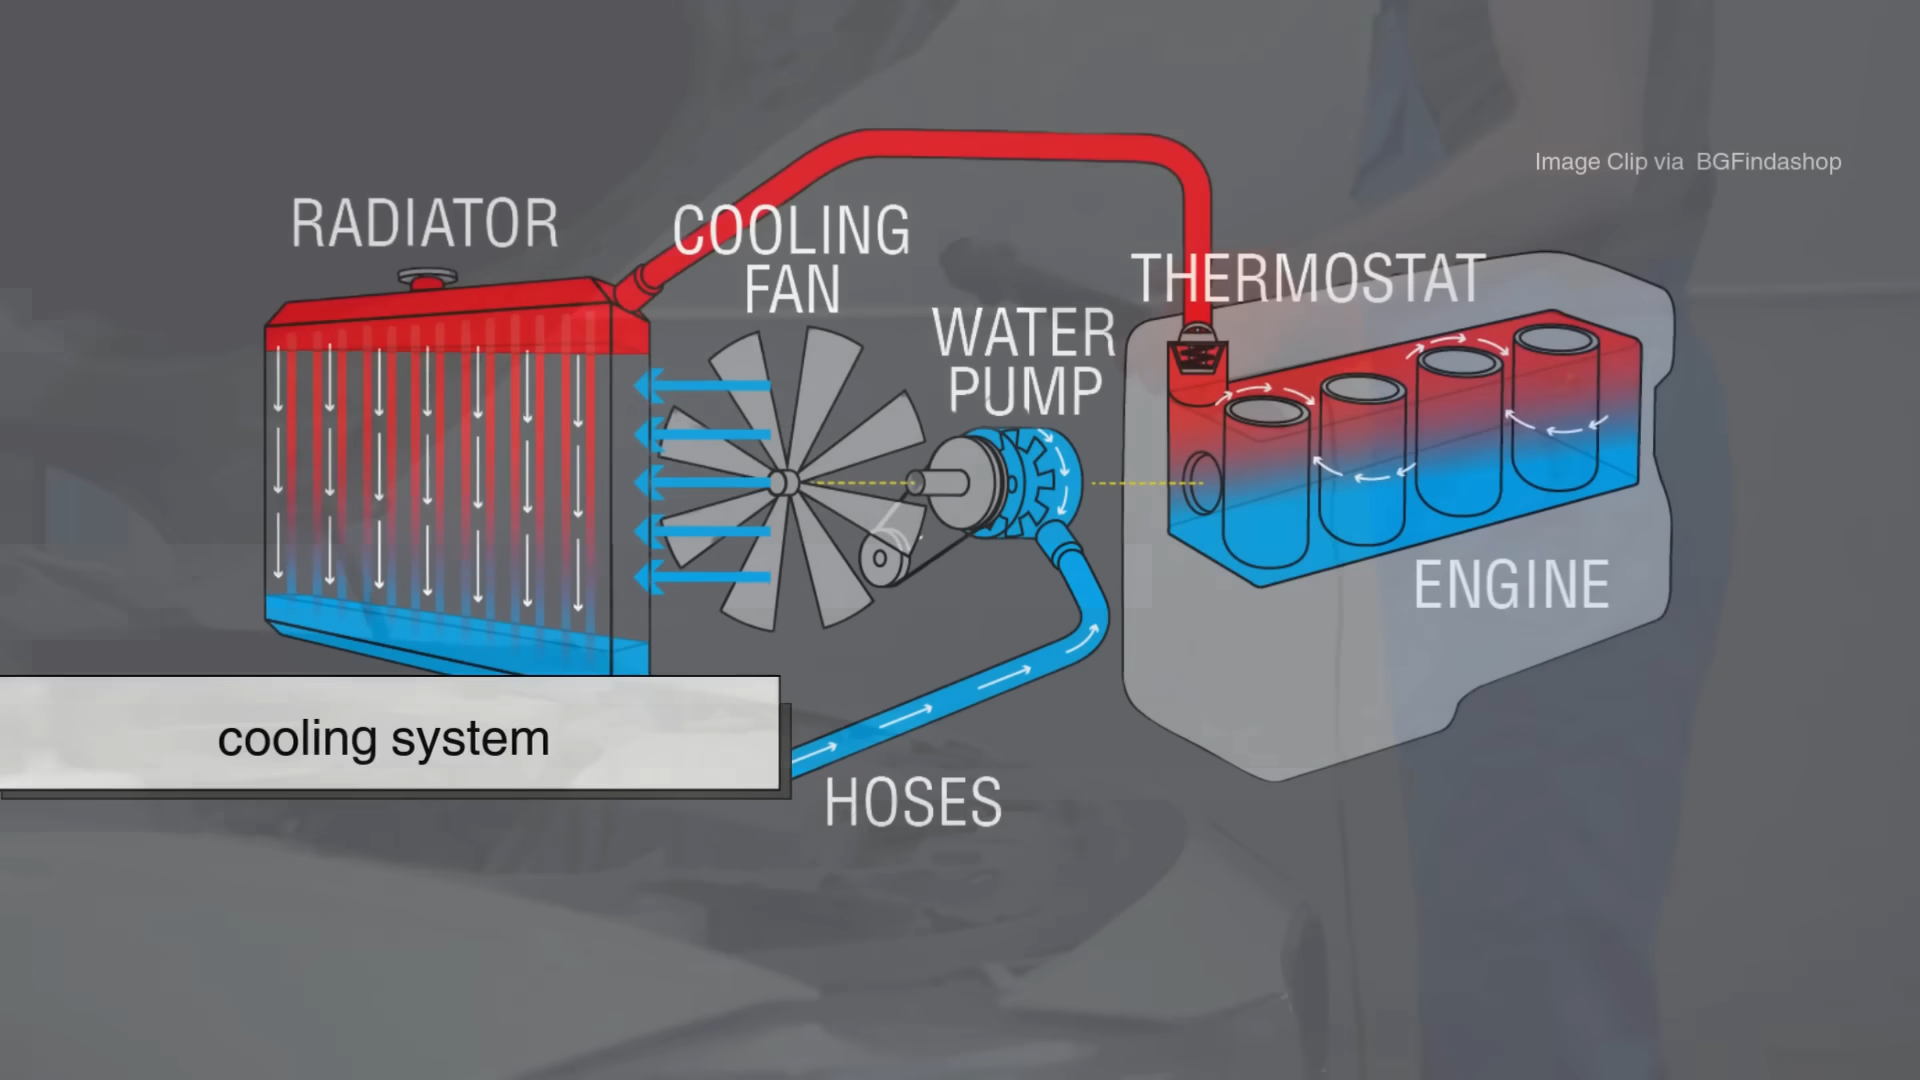 Image Clip via BGFindashop
RADIATOR
COOLING
FAN
WATER
PUMP
THERMOSTAT
ENGINE
cooling system
HOSES